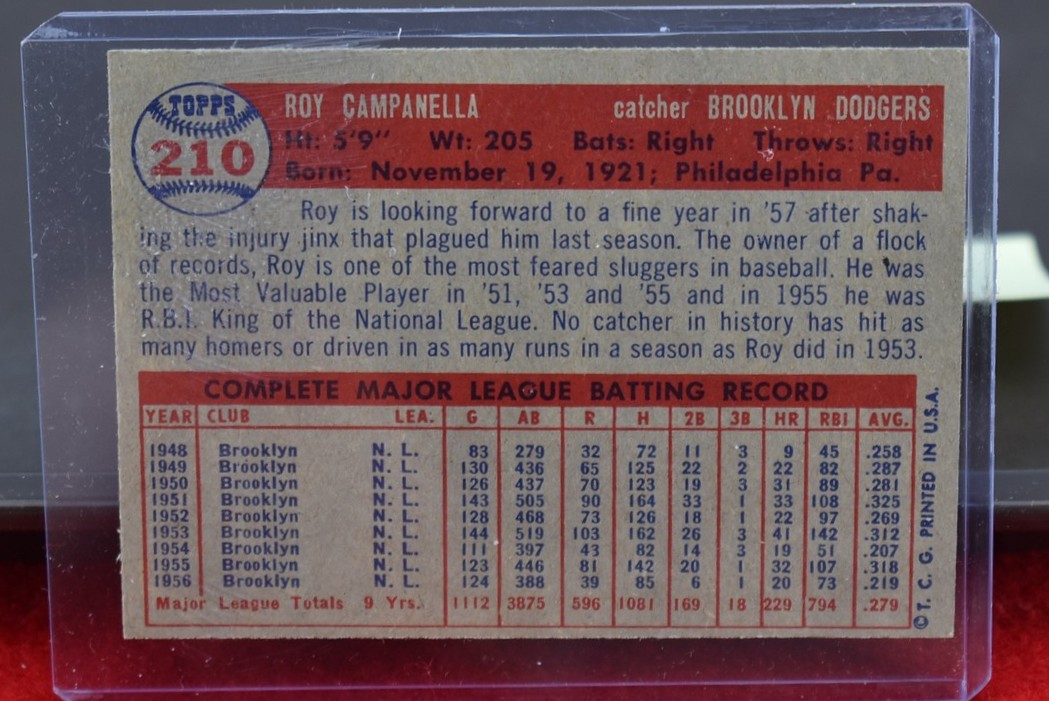 TOPPS
210
ROY CAMPANELLA catcher BROOKLYN DODGERS
Ht: 5'9" Wt: 205 Bats: Right Throws: Right
Born: November 19, 1921; Philadelphia Pa.
Roy is looking forward to a fine year in '57 after shak-
ing the injury jinx that plagued him last season. The owner of a flock
of records, Roy is one of the most feared sluggers in baseball. He was
the Most Valuable Player in '51, '53 and '55 and in 1955 he was
R.B.I. King of the National League. No catcher in history has hit as
many homers or driven in as many runs in a season as Roy did in 1953.
COMPLETE MAJOR LEAGUE BATTING RECORD
YEAR CLUB LEA. G AB R H 2B 3B HR RBI AVG.
1948 Brooklyn N. L. 83 279 32 72 11 3 9 45 .258
1949 Brooklyn N. L. 130 436 65 125 22 2 22 82 .287
1950 Brooklyn N. L. 126 437 70 123 19 3 31 89 .281
1951 Brooklyn N. L. 143 505 90 164 33 1 33 108 .325
1952 Brooklyn N. L. 128 468 73 126 18 1 22 97 .269
1953 Brooklyn N. L. 144 519 103 162 26 3 41 142 .312
1954 Brooklyn N. L. 111 397 43 82 14 3 19 51 .207
1955 Brooklyn N. L. 123 446 81 142 20 1 32 107 .318
1956 Brooklyn N. L. 124 388 39 85 6 1 20 73 .219
Major League Totals 9 Yrs. 1112 3875 596 1081 169 18 229 794 .279
©T. C. G. PRINTED IN U.S.A.